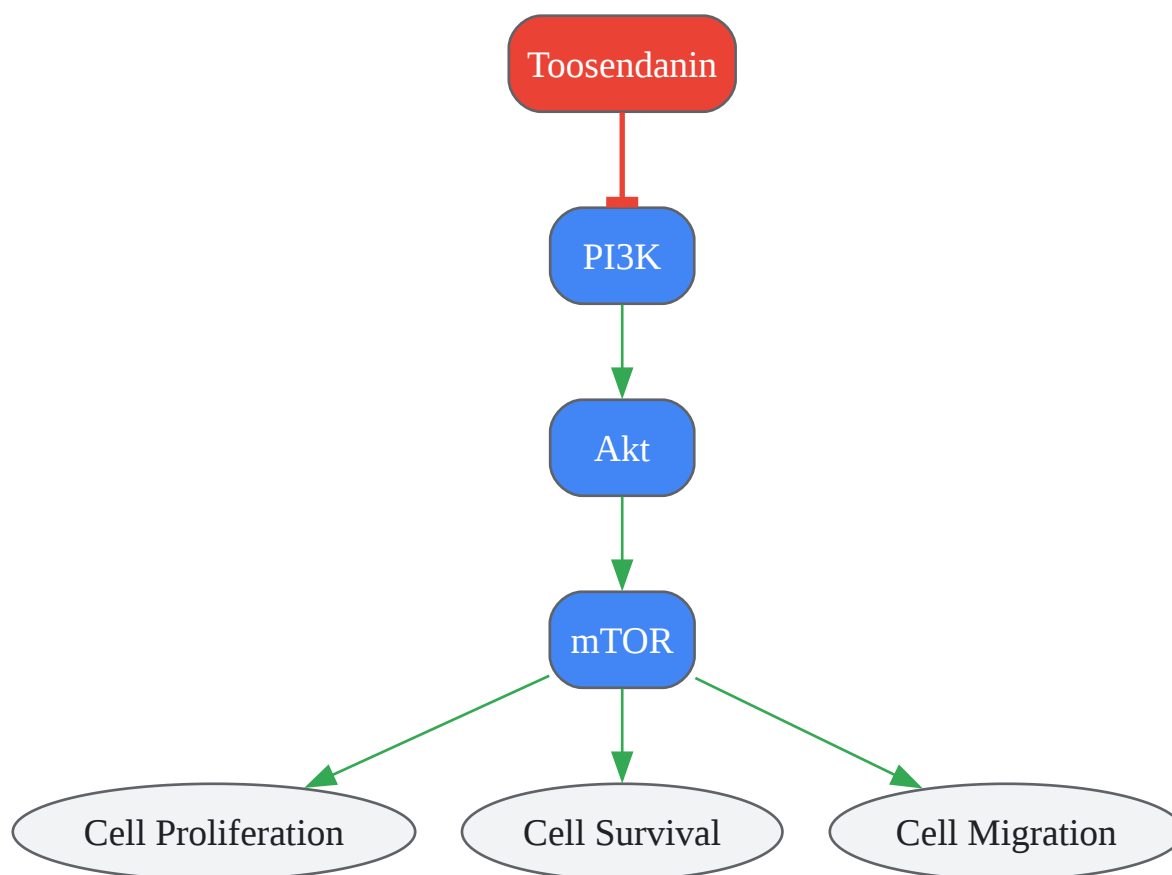 Toosendanin
PI3K
Akt
mTOR
Cell Proliferation
Cell Survival
Cell Migration